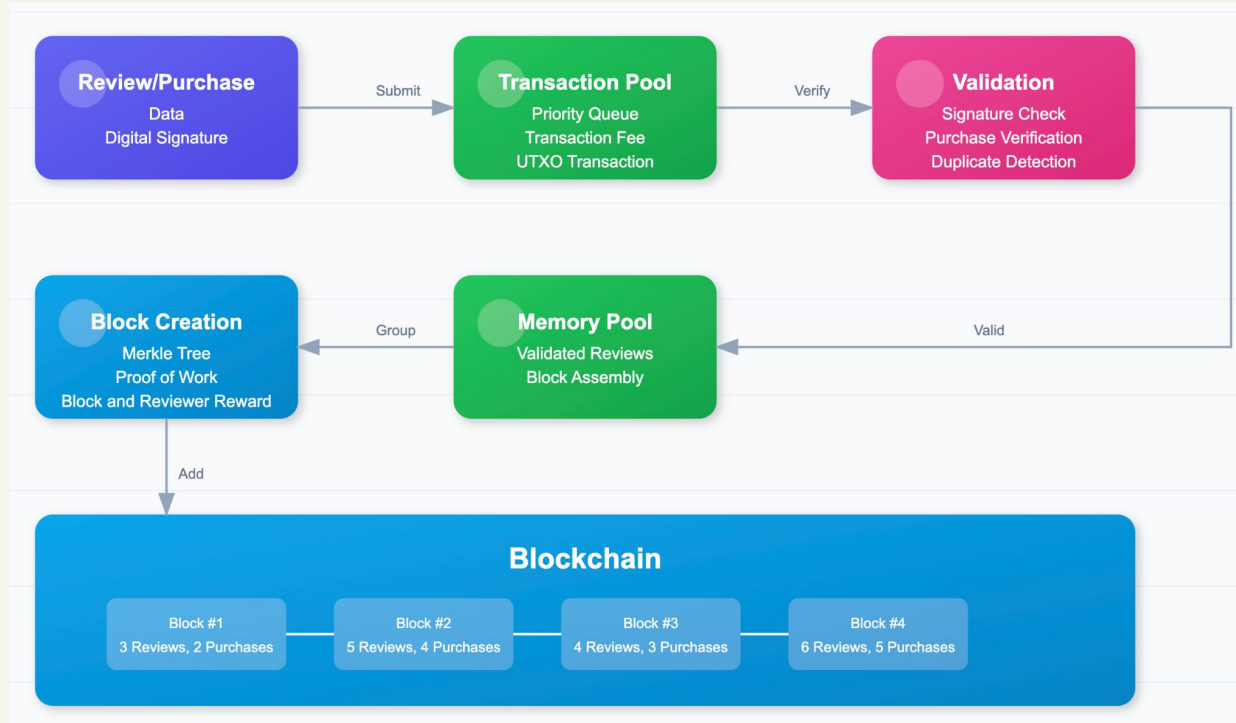 Review/Purchase
Data
Digital Signature
Submit
Transaction Pool
Priority Queue
Transaction Fee
UTXO Transaction
Verify
Validation
Signature Check
Purchase Verification
Duplicate Detection
Valid
Memory Pool
Validated Reviews
Block Assembly
Group
Block Creation
Merkle Tree
Proof of Work
Block and Reviewer Reward
Add
Blockchain
Block #1
3 Reviews, 2 Purchases
Block #2
5 Reviews, 4 Purchases
Block #3
4 Reviews, 3 Purchases
Block #4
6 Reviews, 5 Purchases